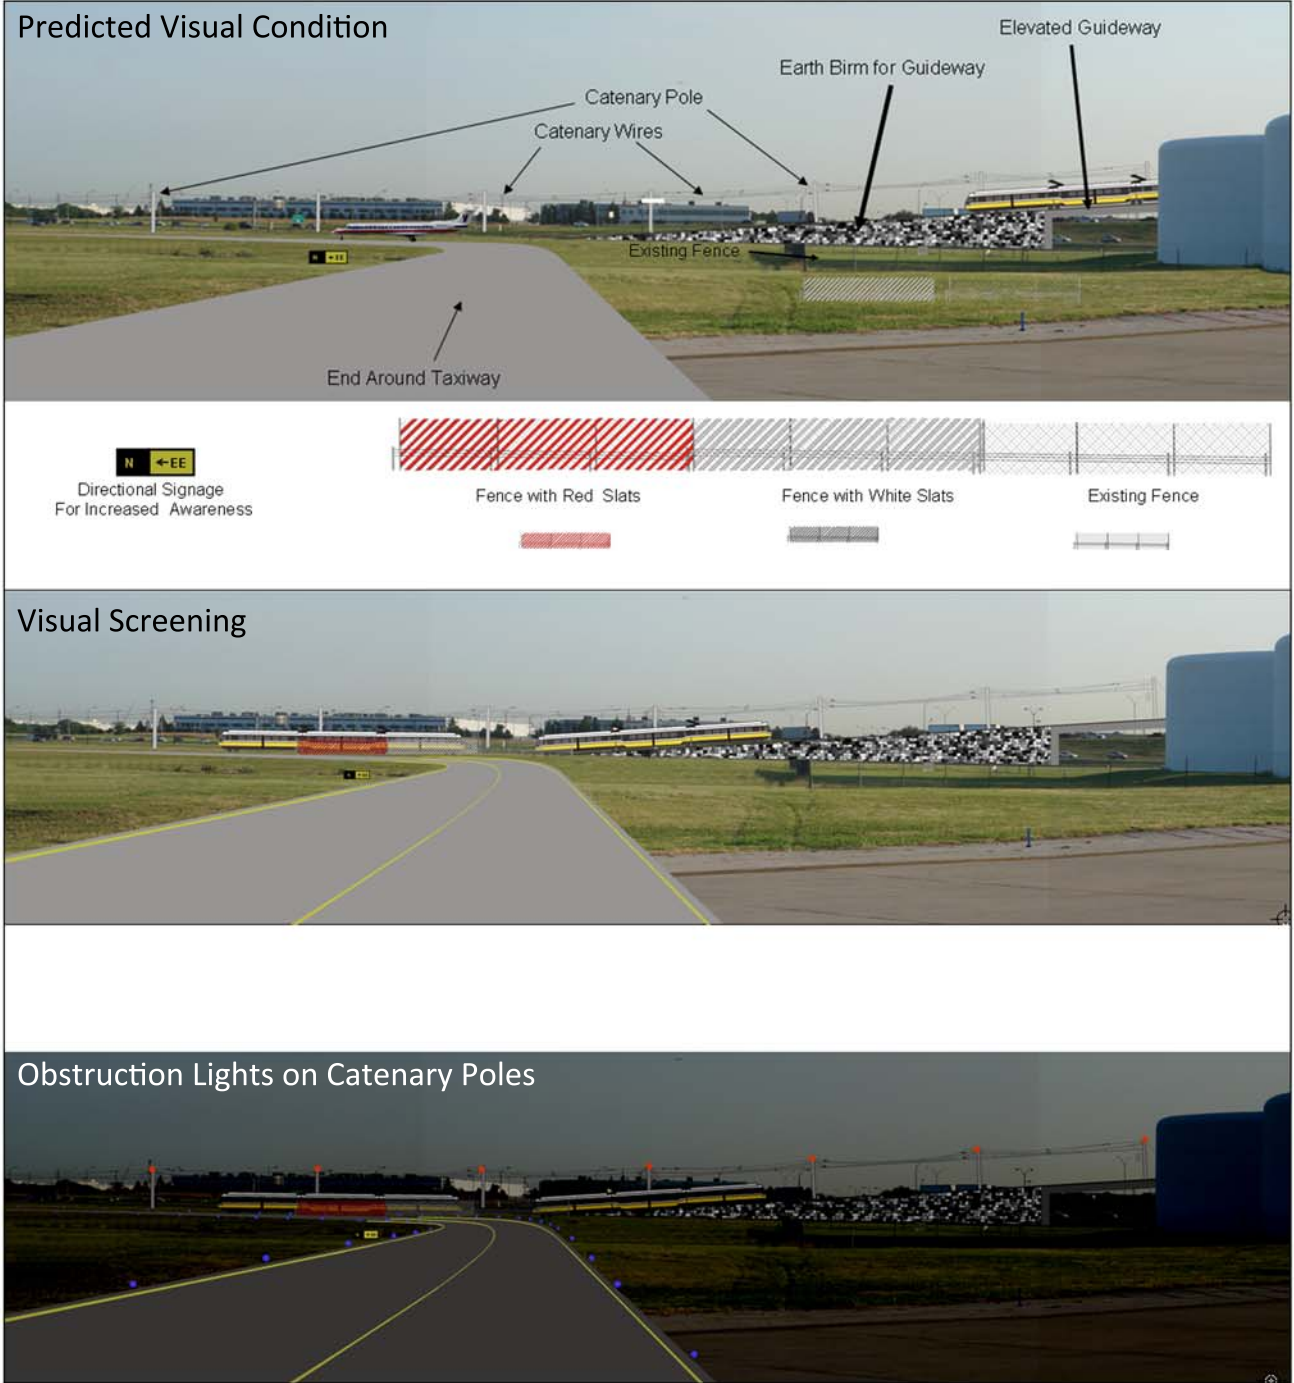 Predicted Visual Condition
Elevated Guideway
Earth Birm for Guideway
Catenary Pole
Catenary Wires
Existing Fence
N ←EE
End Around Taxiway
N ←EE
Directional Signage
For Increased Awareness
Fence with Red Slats
Fence with White Slats
Existing Fence
Visual Screening
Obstruction Lights on Catenary Poles